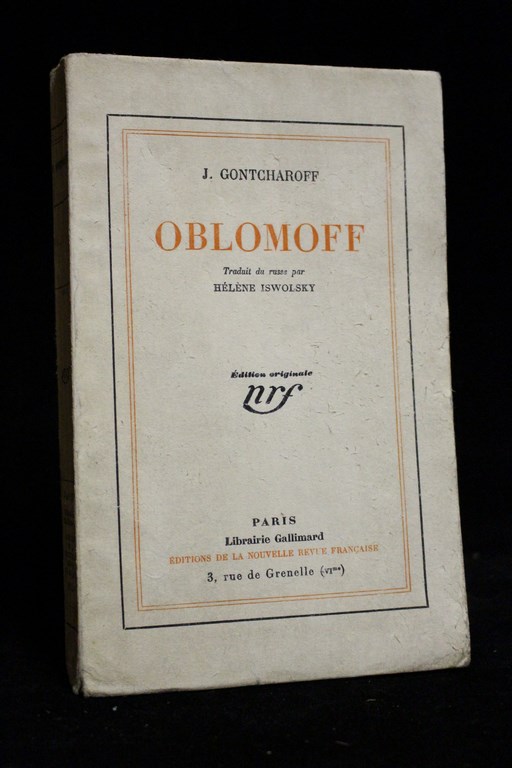 J. GONTCHAROFF
OBLOMOFF
Traduit du russe par
HÉLÈNE ISWOLSKY
Édition originale
nrf
PARIS
Librairie Gallimard
ÉDITIONS DE LA NOUVELLE REVUE FRANÇAISE
3, rue de Grenelle (VIme)